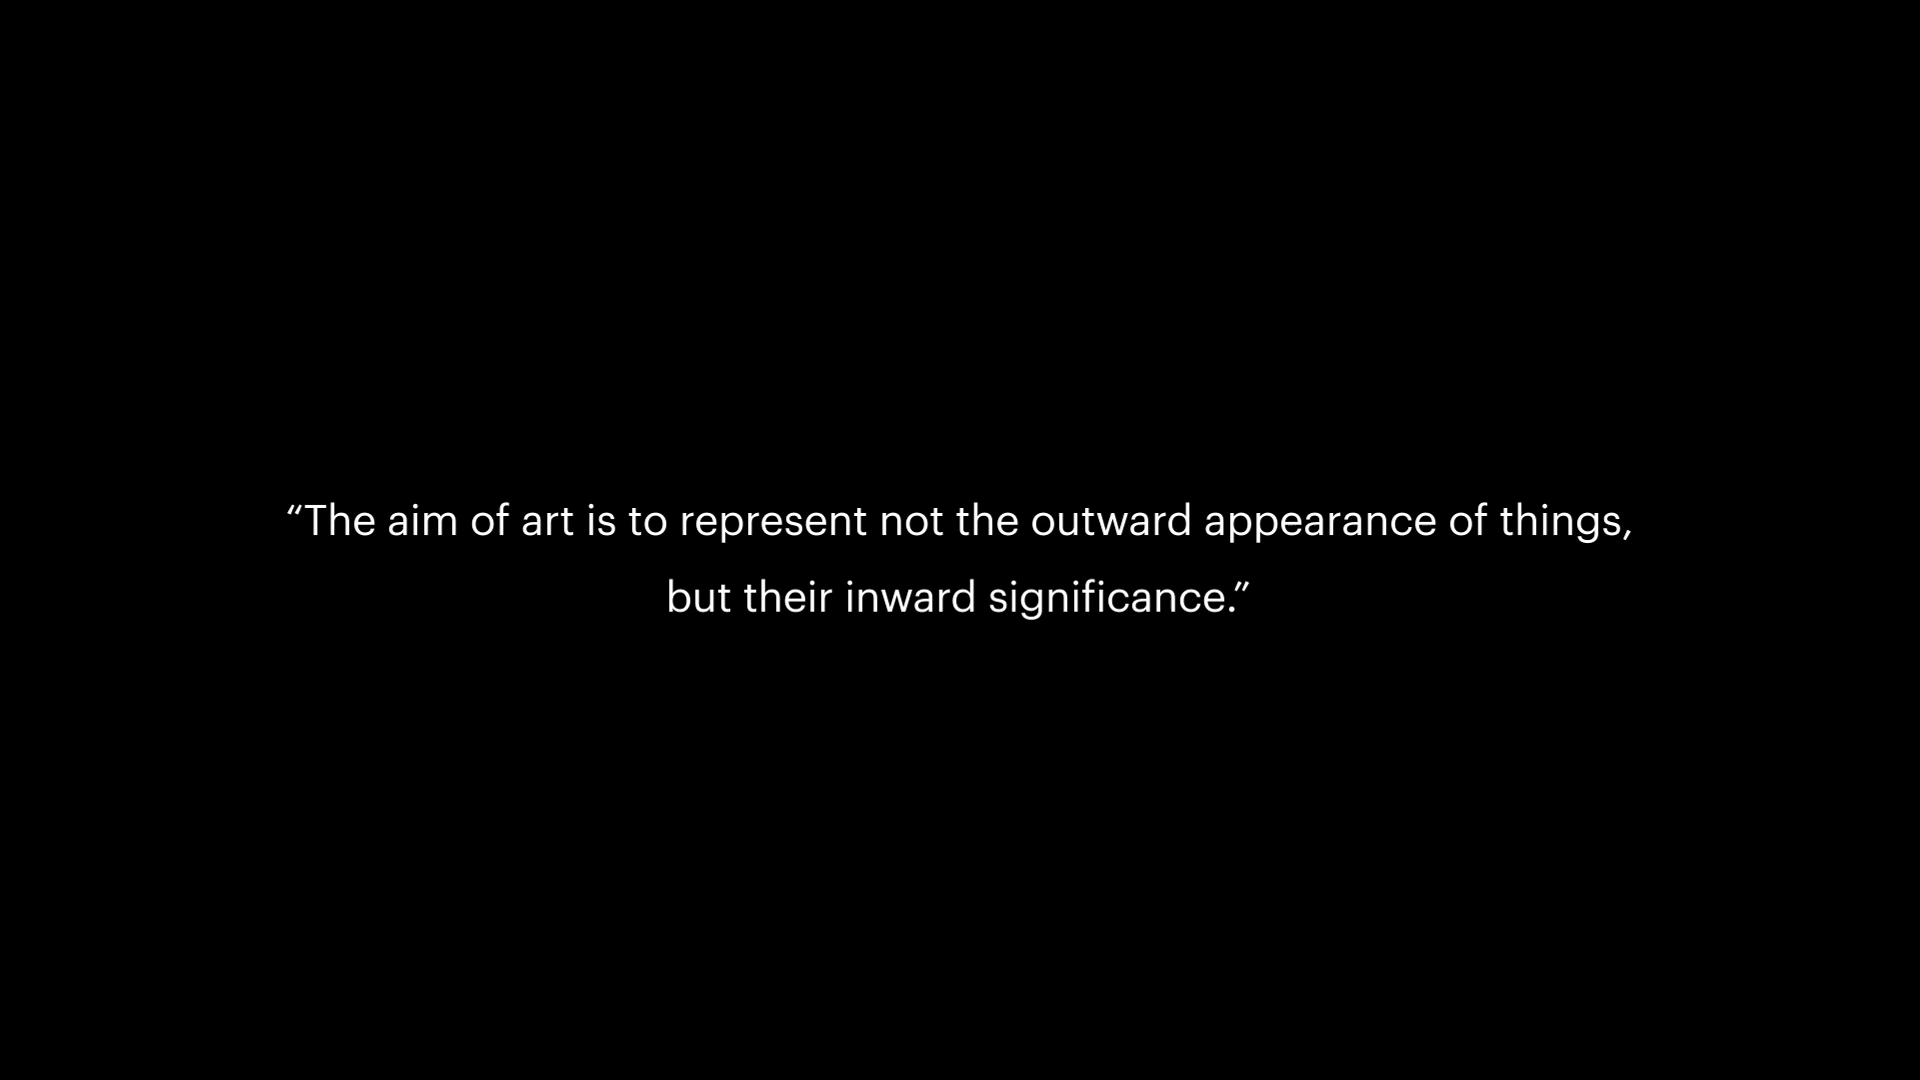 “The aim of art is to represent not the outward appearance of things,
but their inward significance.”